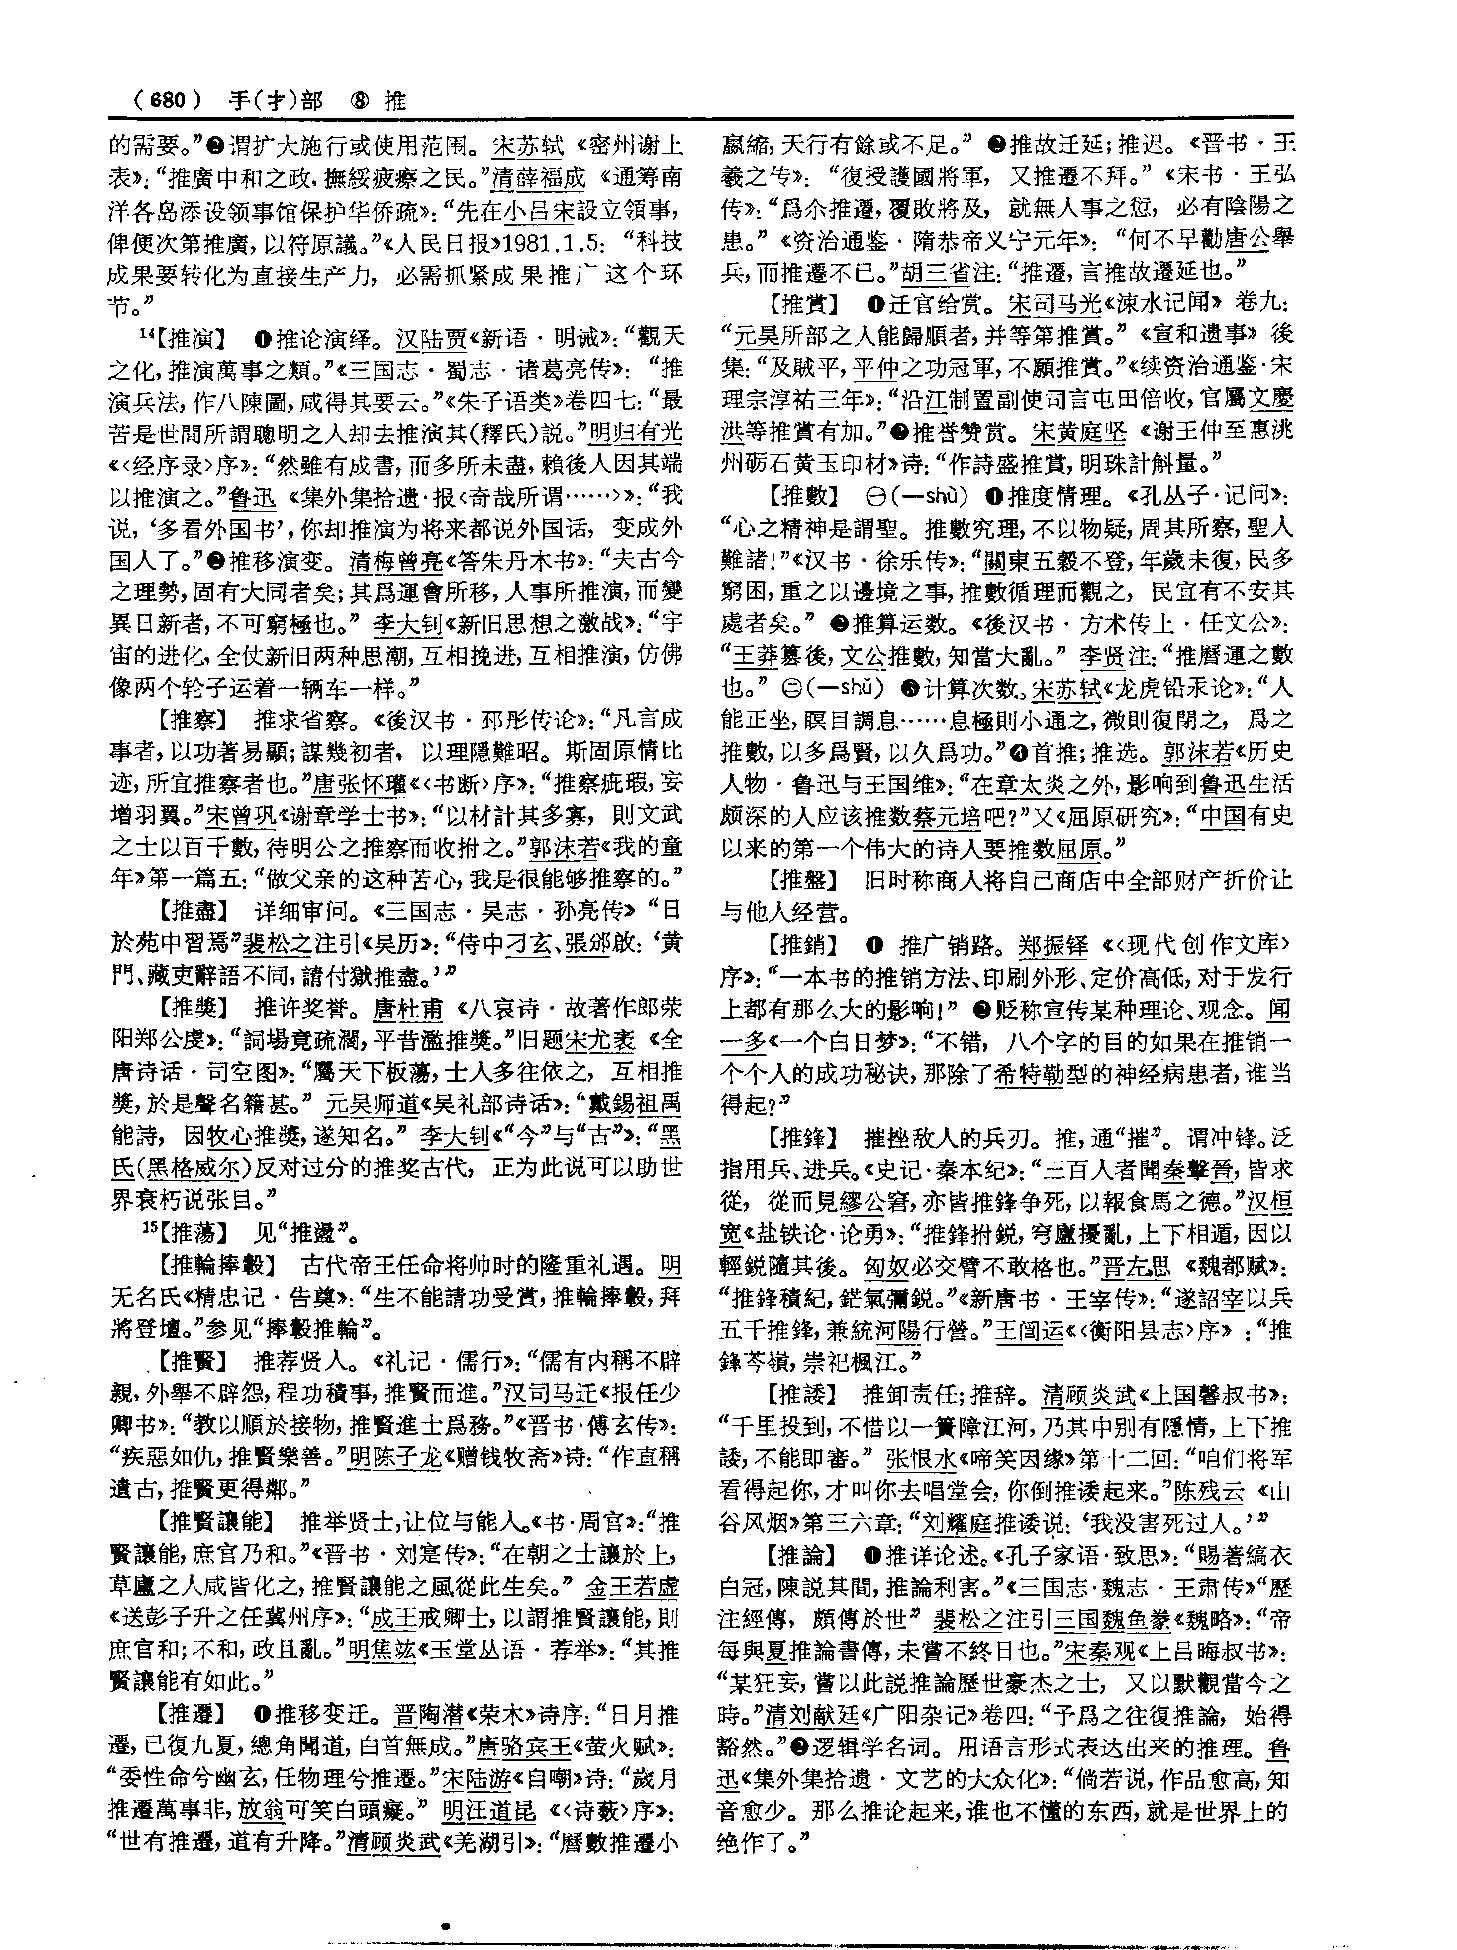 （680） 手(扌)部 ⑧ 推
的需要。”❷谓扩大施行或使用范围。宋苏轼《密州谢上
表》：“推廣中和之政，撫綏疲瘵之民。”清薛福成《通筹南
洋各岛添设领事馆保护华侨疏》：“先在小吕宋設立領事，
俾便次第推廣，以符原議。”《人民日报》1981.1.5：“科技
成果要转化为直接生产力，必需抓紧成果推广这个环
节。”
¹⁴【推演】 ❶推论演绎。汉陆贾《新语·明诫》：“觀天
之化，推演萬事之類。”《三国志·蜀志·诸葛亮传》：“推
演兵法，作八陳圖，咸得其要云。”《朱子语类》卷四七：“最
苦是世間所謂聰明之人却去推演其(釋氏)説。”明归有光
《〈经序录〉序》：“然雖有成書，而多所未盡，賴後人因其端
以推演之。”鲁迅《集外集拾遗·报〈奇哉所谓……〉》：“我
说，‘多看外国书’，你却推演为将来都说外国话，变成外
国人了。”❷推移演变。清梅曾亮《答朱丹木书》：“夫古今
之理勢，固有大同者矣；其爲運會所移，人事所推演，而變
異日新者，不可窮極也。”李大钊《新旧思想之激战》：“宇
宙的进化，全仗新旧两种思潮，互相挽进，互相推演，仿佛
像两个轮子运着一辆车一样。”
【推察】 推求省察。《後汉书·邳彤传论》：“凡言成
事者，以功著易顯；謀幾初者，以理隱難昭。斯固原情比
迹，所宜推察者也。”唐张怀瓘《〈书断〉序》：“推察疵瑕，妄
增羽翼。”宋曾巩《谢章学士书》：“以材計其多寡，則文武
之士以百千數，待明公之推察而收拊之。”郭沫若《我的童
年》第一篇五：“做父亲的这种苦心，我是很能够推察的。”
【推盡】 详细审问。《三国志·吴志·孙亮传》“日
於苑中習焉”裴松之注引《吴历》：“侍中刁玄、張邠啟：‘黄
門、藏吏辭語不同，請付獄推盡。’”
【推獎】 推许奖誉。唐杜甫《八哀诗·故著作郎荥
阳郑公虔》：“詞場竟疏濶，平昔濫推獎。”旧题宋尤袤《全
唐诗话·司空图》：“屬天下板蕩，士人多往依之，互相推
獎，於是聲名籍甚。”元吴师道《吴礼部诗话》：“戴錫祖禹
能詩，因牧心推獎，遂知名。”李大钊《“今”与“古”》：“黑
氏(黑格威尔)反对过分的推奖古代，正为此说可以助世
界衰朽说张目。”
¹⁵【推荡】 见“推盪”。
【推輪捧轂】 古代帝王任命将帅时的隆重礼遇。明
无名氏《精忠记·告奠》：“生不能請功受賞，推輪捧轂，拜
將登壇。”参见“捧轂推輪”。
【推賢】 推荐贤人。《礼记·儒行》：“儒有内稱不辟
親，外舉不辟怨，程功積事，推賢而進。”汉司马迁《报任少
卿书》：“教以順於接物，推賢進士爲務。”《晋书·傅玄传》：
“疾惡如仇，推賢樂善。”明陈子龙《赠钱牧斋》诗：“作直稱
遺古，推賢更得鄰。”
【推賢讓能】 推举贤士，让位与能人。《书·周官》：“推
賢讓能，庶官乃和。”《晋书·刘寔传》：“在朝之士讓於上，
草廬之人咸皆化之，推賢讓能之風從此生矣。”金王若虚
《送彭子升之任冀州序》：“成王戒卿士，以謂推賢讓能，則
庶官和；不和，政且亂。”明焦竑《玉堂丛语·荐举》：“其推
賢讓能有如此。”
【推遷】 ❶推移变迁。晋陶潜《荣木》诗序：“日月推
遷，已復九夏，總角聞道，白首無成。”唐骆宾王《萤火赋》：
“委性命兮幽玄，任物理兮推遷。”宋陆游《自嘲》诗：“歲月
推遷萬事非，放翁可笑白頭癡。”明汪道昆《〈诗薮〉序》：
“世有推遷，道有升降。”清顾炎武《羌湖引》：“曆數推遷小
嬴縮，天行有餘或不足。”❷推故迁延；推迟。《晋书·王
羲之传》：“復授護國將軍，又推遷不拜。”《宋书·王弘
传》：“爲尒推遷，覆敗將及，就無人事之愆，必有陰陽之
患。”《资治通鉴·隋恭帝义宁元年》：“何不早勸唐公舉
兵，而推遷不已。”胡三省注：“推遷，言推故遷延也。”
【推賞】 ❶迁官给赏。宋司马光《涑水记闻》卷九：
“元昊所部之人能歸順者，并等第推賞。”《宣和遗事》後
集：“及賊平，平仲之功冠軍，不願推賞。”《续资治通鉴·宋
理宗淳祐三年》：“沿江制置副使司言屯田倍收，官屬文慶
洪等推賞有加。”❷推誉赞赏。宋黄庭坚《谢王仲至惠洮
州砺石黄玉印材》诗：“作詩盛推賞，明珠計斛量。”
【推數】 ㊀(—shù) ❶推度情理。《孔丛子·记问》：
“心之精神是謂聖。推數究理，不以物疑，周其所察，聖人
難諸！”《汉书·徐乐传》：“關東五穀不登，年歲未復，民多
窮困，重之以邊境之事，推數循理而觀之，民宜有不安其
處者矣。”❷推算运数。《後汉书·方术传上·任文公》：
“王莽篡後，文公推數，知當大亂。”李贤注：“推曆運之數
也。”㊁(—shǔ) ❸计算次数。宋苏轼《龙虎铅汞论》：“人
能正坐，瞑目調息……息極則小通之，微則復閉之，爲之
推數，以多爲賢，以久爲功。”❹首推；推选。郭沫若《历史
人物·鲁迅与王国维》：“在章太炎之外，影响到鲁迅生活
颇深的人应该推数蔡元培吧？”又《屈原研究》：“中国有史
以来的第一个伟大的诗人要推数屈原。”
【推盤】 旧时称商人将自己商店中全部财产折价让
与他人经营。
【推銷】 ❶ 推广销路。郑振铎《〈现代创作文库〉
序》：“一本书的推销方法、印刷外形、定价高低，对于发行
上都有那么大的影响！”❷贬称宣传某种理论、观念。闻
一多《一个白日梦》：“不错，八个字的目的如果在推销一
个个人的成功秘诀，那除了希特勒型的神经病患者，谁当
得起？”
【推鋒】 摧挫敌人的兵刃。推，通“摧”。谓冲锋。泛
指用兵、进兵。《史记·秦本纪》：“三百人者聞秦擊晉，皆求
從，從而見繆公窘，亦皆推鋒争死，以報食馬之德。”汉桓
宽《盐铁论·论勇》：“推鋒拊鋭，穹廬擾亂，上下相遁，因以
輕鋭隨其後。匈奴必交臂不敢格也。”晋左思《魏都赋》：
“推鋒積紀，鋩氣彌鋭。”《新唐书·王宰传》：“遂詔宰以兵
五千推鋒，兼統河陽行營。”王闿运《〈衡阳县志〉序》：“推
鋒芩嶺，崇祀楓江。”
【推諉】 推卸责任；推辞。清顾炎武《上国馨叔书》：
“千里投到，不惜以一簣障江河，乃其中别有隱情，上下推
諉，不能即審。”张恨水《啼笑因缘》第十二回：“咱们将军
看得起你，才叫你去唱堂会，你倒推诿起来。”陈残云《山
谷风烟》第三六章：“刘耀庭推诿说：‘我没害死过人。’”
【推論】 ❶推详论述。《孔子家语·致思》：“賜著縞衣
白冠，陳説其間，推論利害。”《三国志·魏志·王肃传》“歷
注經傳，頗傳於世”裴松之注引三国魏鱼豢《魏略》：“帝
每與夏推論書傳，未嘗不終日也。”宋秦观《上吕晦叔书》：
“某狂妄，嘗以此説推論歷世豪杰之士，又以默觀當今之
時。”清刘献廷《广阳杂记》卷四：“予爲之往復推論，始得
豁然。”❷逻辑学名词。用语言形式表达出来的推理。鲁
迅《集外集拾遗·文艺的大众化》：“倘若说，作品愈高，知
音愈少。那么推论起来，谁也不懂的东西，就是世界上的
绝作了。”